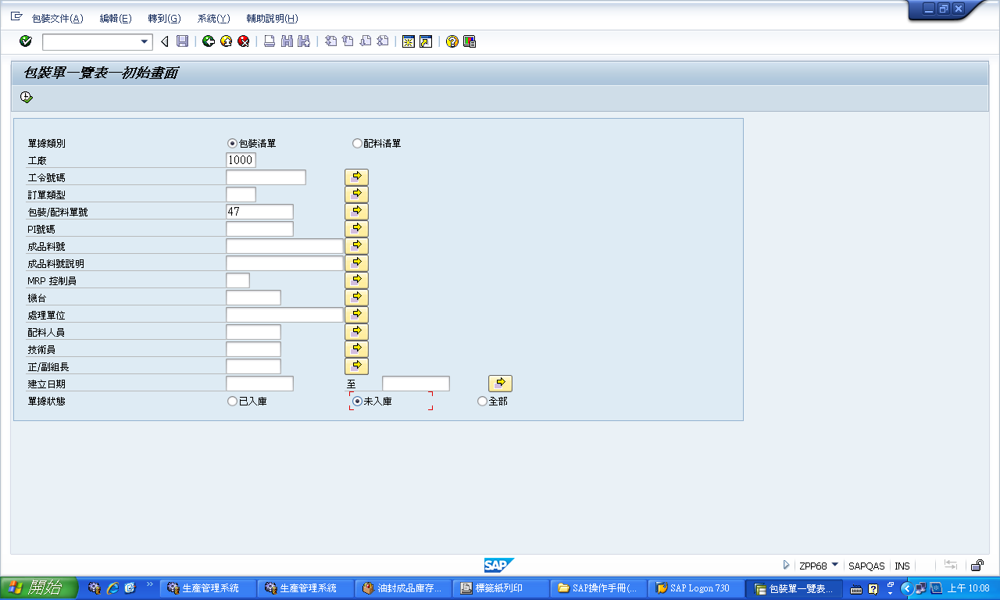 包裝文件(A) 編輯(E) 轉到(G) 系統(Y) 輔助說明(H)
包裝單一覽表—初始畫面
單據類別 包裝清單 配料清單
工廠 1000
工令號碼
訂單類型
包裝/配料單號 47
PI號碼
成品料號
成品料號說明
MRP 控制員
機台
處理單位
配料人員
技術員
正/副組長
建立日期 至
單據狀態 已入庫 未入庫 全部
SAP
ZPP68 SAPQAS INS
開始 生產管理系統 生產管理系統 油封成品庫存... 標籤紙列印 SAP操作手冊(... SAP Logon 730 包裝單一覽表... 上午 10:08